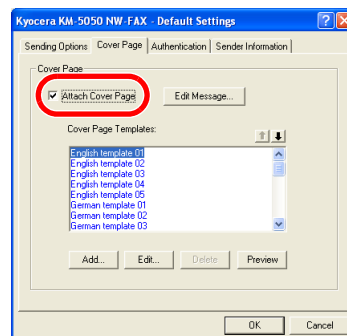 Kyocera KM-5050 NW-FAX - Default Settings
Sending Options Cover Page Authentication Sender Information
Cover Page
Attach Cover Page Edit Message...
Cover Page Templates:
English template 01
English template 02
English template 03
English template 04
English template 05
German template 01
German template 02
German template 03
Add... Edit... Delete Preview
OK Cancel